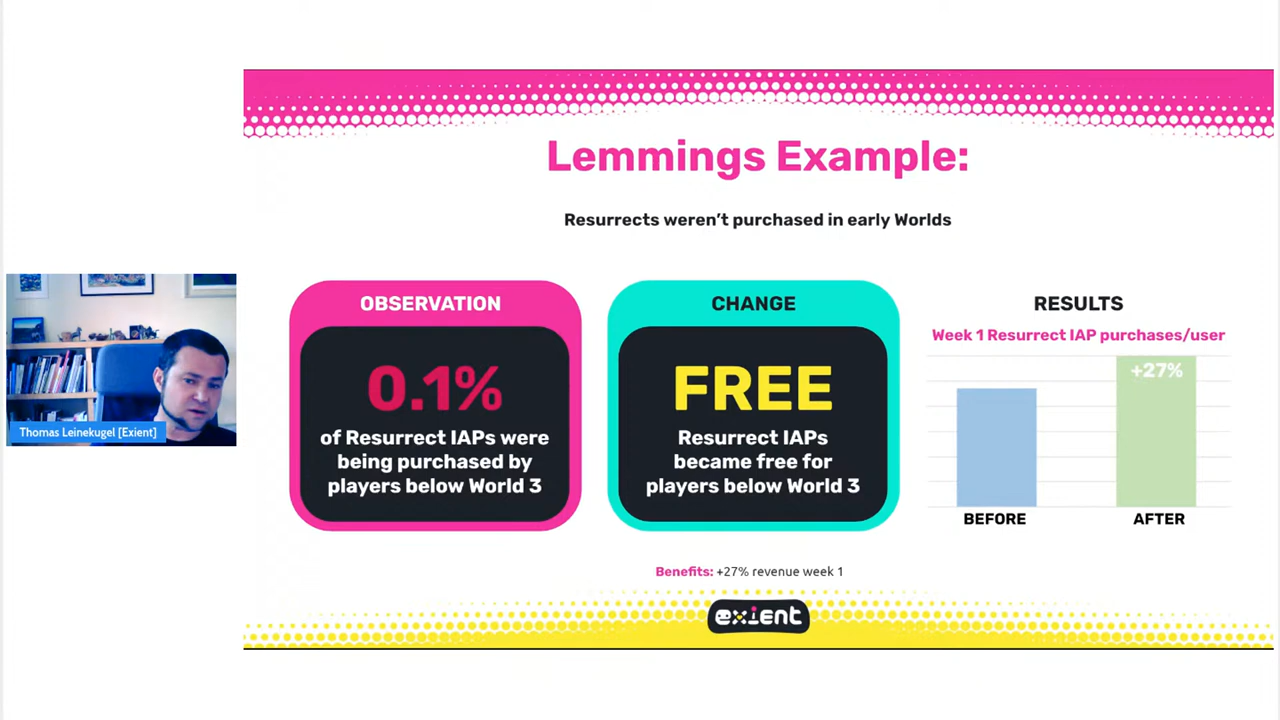 Lemmings Example:
Resurrects weren't purchased in early Worlds
OBSERVATION
0.1%
of Resurrect IAPs were
being purchased by
players below World 3
CHANGE
FREE
Resurrect IAPs
became free for
players below World 3
RESULTS
Week 1 Resurrect IAP purchases/user
+27%
BEFORE
AFTER
Benefits: +27% revenue week 1
exient
Thomas Leinekugel [Exient]